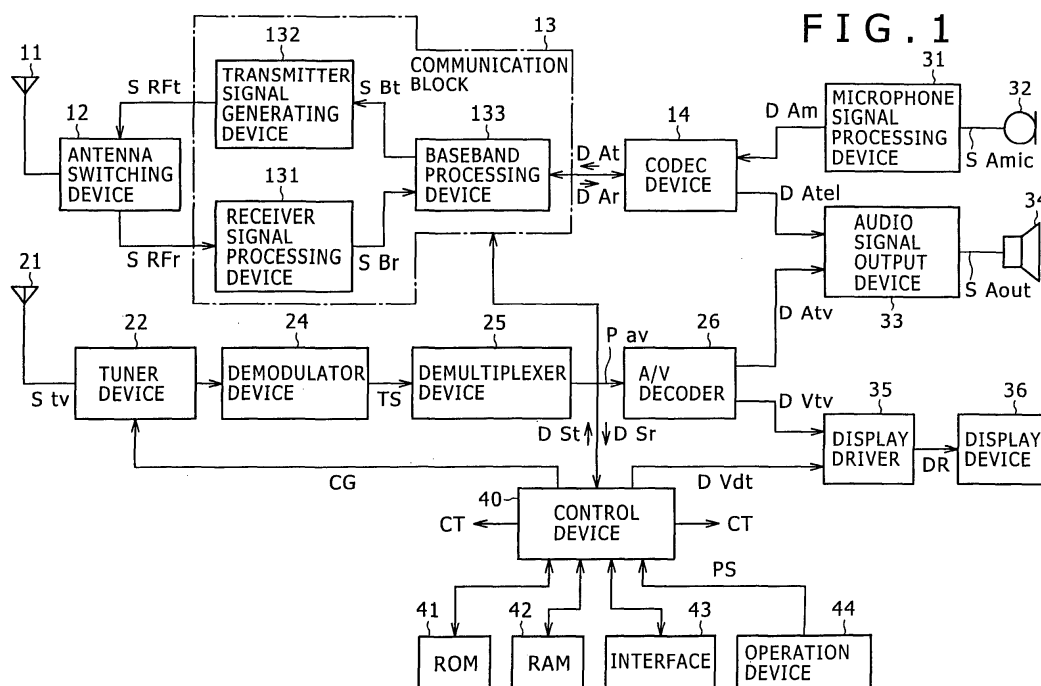 FIG.1
11
12
ANTENNA
SWITCHING
DEVICE
S RFt
S RFr
132
TRANSMITTER
SIGNAL
GENERATING
DEVICE
131
RECEIVER
SIGNAL
PROCESSING
DEVICE
S Bt
S Br
13
COMMUNICATION
BLOCK
133
BASEBAND
PROCESSING
DEVICE
D At
D Ar
14
CODEC
DEVICE
D Am
D Atel
31
MICROPHONE
SIGNAL
PROCESSING
DEVICE
32
S Amic
AUDIO
SIGNAL
OUTPUT
DEVICE
33
34
S Aout
D Atv
21
S tv
22
TUNER
DEVICE
24
DEMODULATOR
DEVICE
TS
25
DEMULTIPLEXER
DEVICE
P av
26
A/V
DECODER
D Vtv
35
DISPLAY
DRIVER
DR
36
DISPLAY
DEVICE
D St
D Sr
CG
D Vdt
40
CONTROL
DEVICE
CT
CT
PS
41
ROM
42
RAM
43
INTERFACE
44
OPERATION
DEVICE